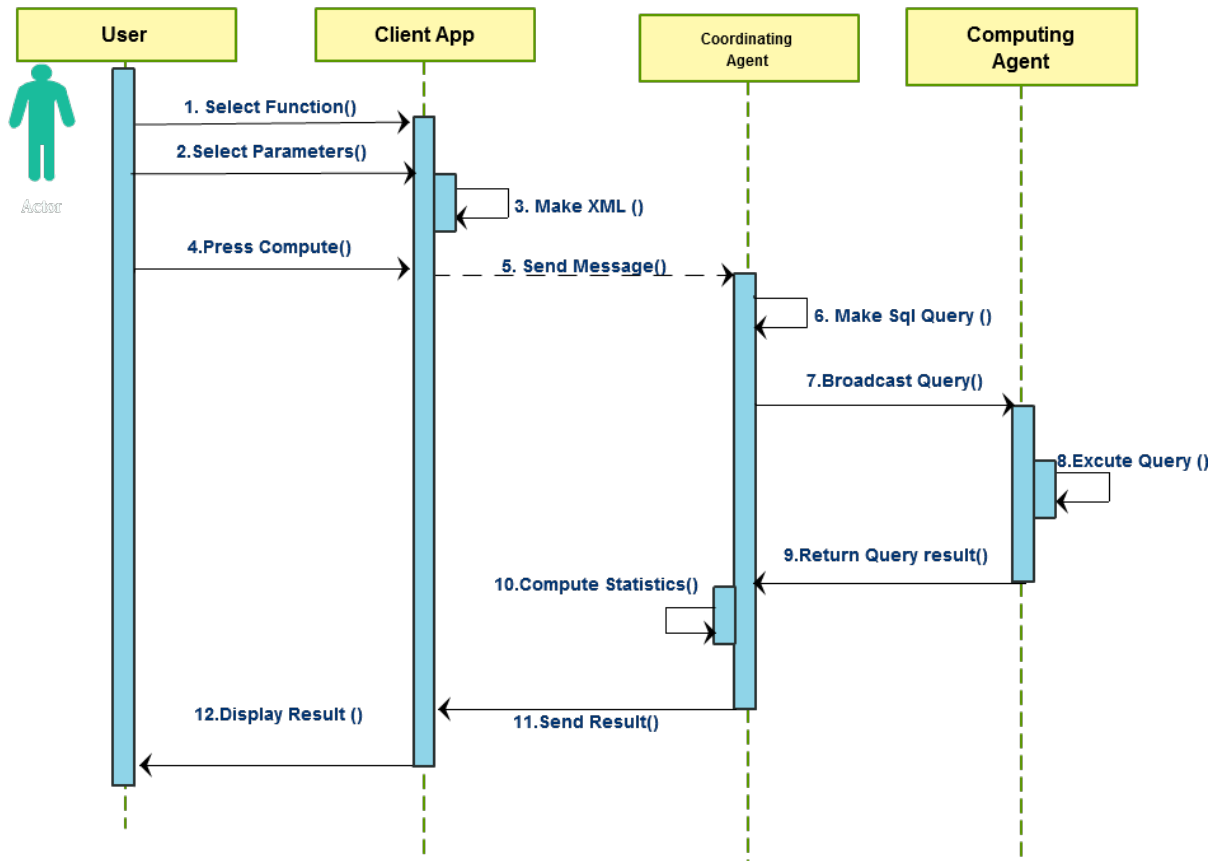 User
Client App
Coordinating
Agent
Computing
Agent
Actor
1. Select Function()
2.Select Parameters()
3. Make XML ()
4.Press Compute()
5. Send Message()
6. Make Sql Query ()
7.Broadcast Query()
8.Excute Query ()
9.Return Query result()
10.Compute Statistics()
11.Send Result()
12.Display Result ()